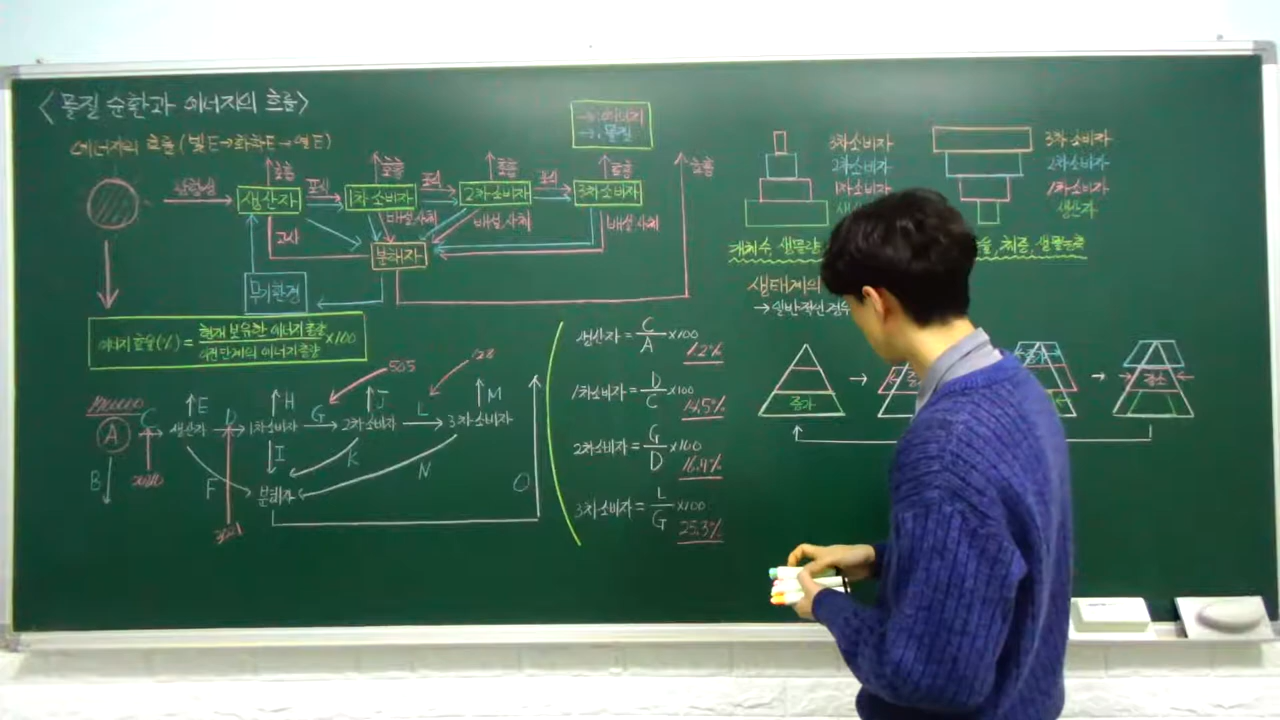 <물질 순환과 에너지의 흐름>
에너지의 흐름 (빛E→화학E→열E)
→:에너지
→:물질
호흡 호흡 호흡 호흡 호흡
광합성 생산자 포식 1차 소비자 포식 2차 소비자 포식 3차 소비자
고사 배설,사체 배설,사체 배설,사체
분해자
무기환경
에너지 효율(%) = 현재 보유한 에너지 총량 / 이전단계의 에너지 총량 ×100
505 123
C E D H G J L M
A 생산자 1차 소비자 2차 소비자 3차 소비자
B F I K N O
분해자
생산자 = C/A ×100
1.2%
1차소비자 = D/C ×100
14.5%
2차소비자 = G/D ×100
16.4%
3차소비자 = L/G ×100
25.3%
3차소비자
2차소비자
1차소비자
3차소비자
2차소비자
1차소비자
생산자
개체수, 생물량
체중, 생물농축
생태계의
→일반적인 경우
증가 → → 감소